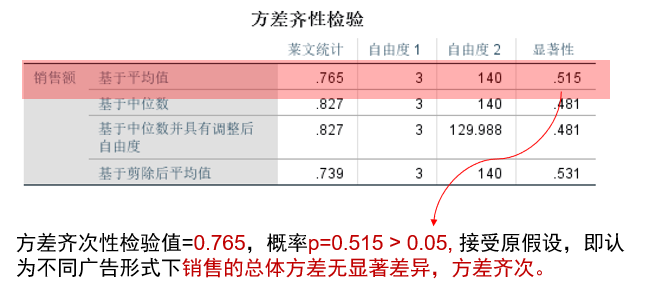 方差齐性检验
莱文统计 自由度 1 自由度 2 显著性
销售额 基于平均值 .765 3 140 .515
基于中位数 .827 3 140 .481
基于中位数并具有调整后 .827 3 129.988 .481
自由度
基于剪除后平均值 .739 3 140 .531
方差齐次性检验值=0.765，概率p=0.515 > 0.05, 接受原假设，即认
为不同广告形式下销售的总体方差无显著差异，方差齐次。